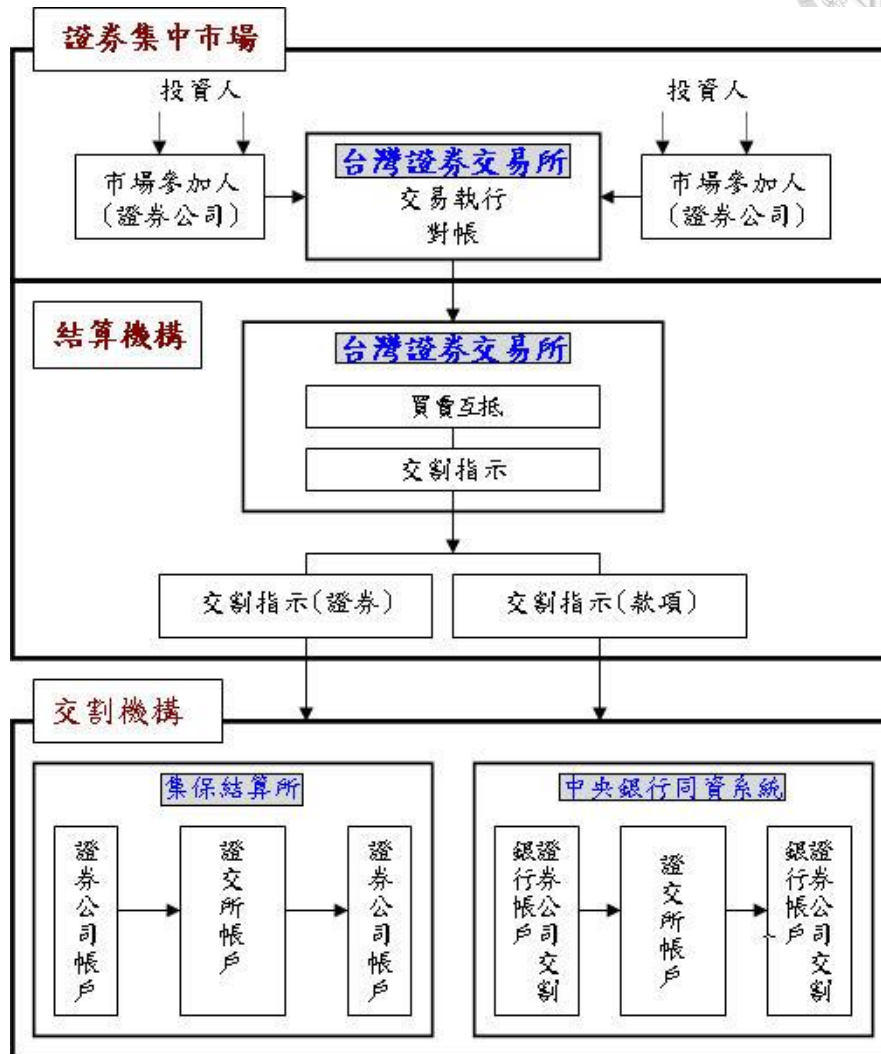 證券集中市場
投資人
投資人
市場參加人
(證券公司)
台灣證券交易所
交易執行
對帳
市場參加人
(證券公司)
結算機構
台灣證券交易所
買賣互抵
交割指示
交割指示(證券)
交割指示(款項)
交割機構
集保結算所
證券公司帳戶
證交所帳戶
證券公司帳戶
中央銀行同資系統
證券公司交割
銀行帳戶
證交所帳戶
證券公司交割
銀行帳戶